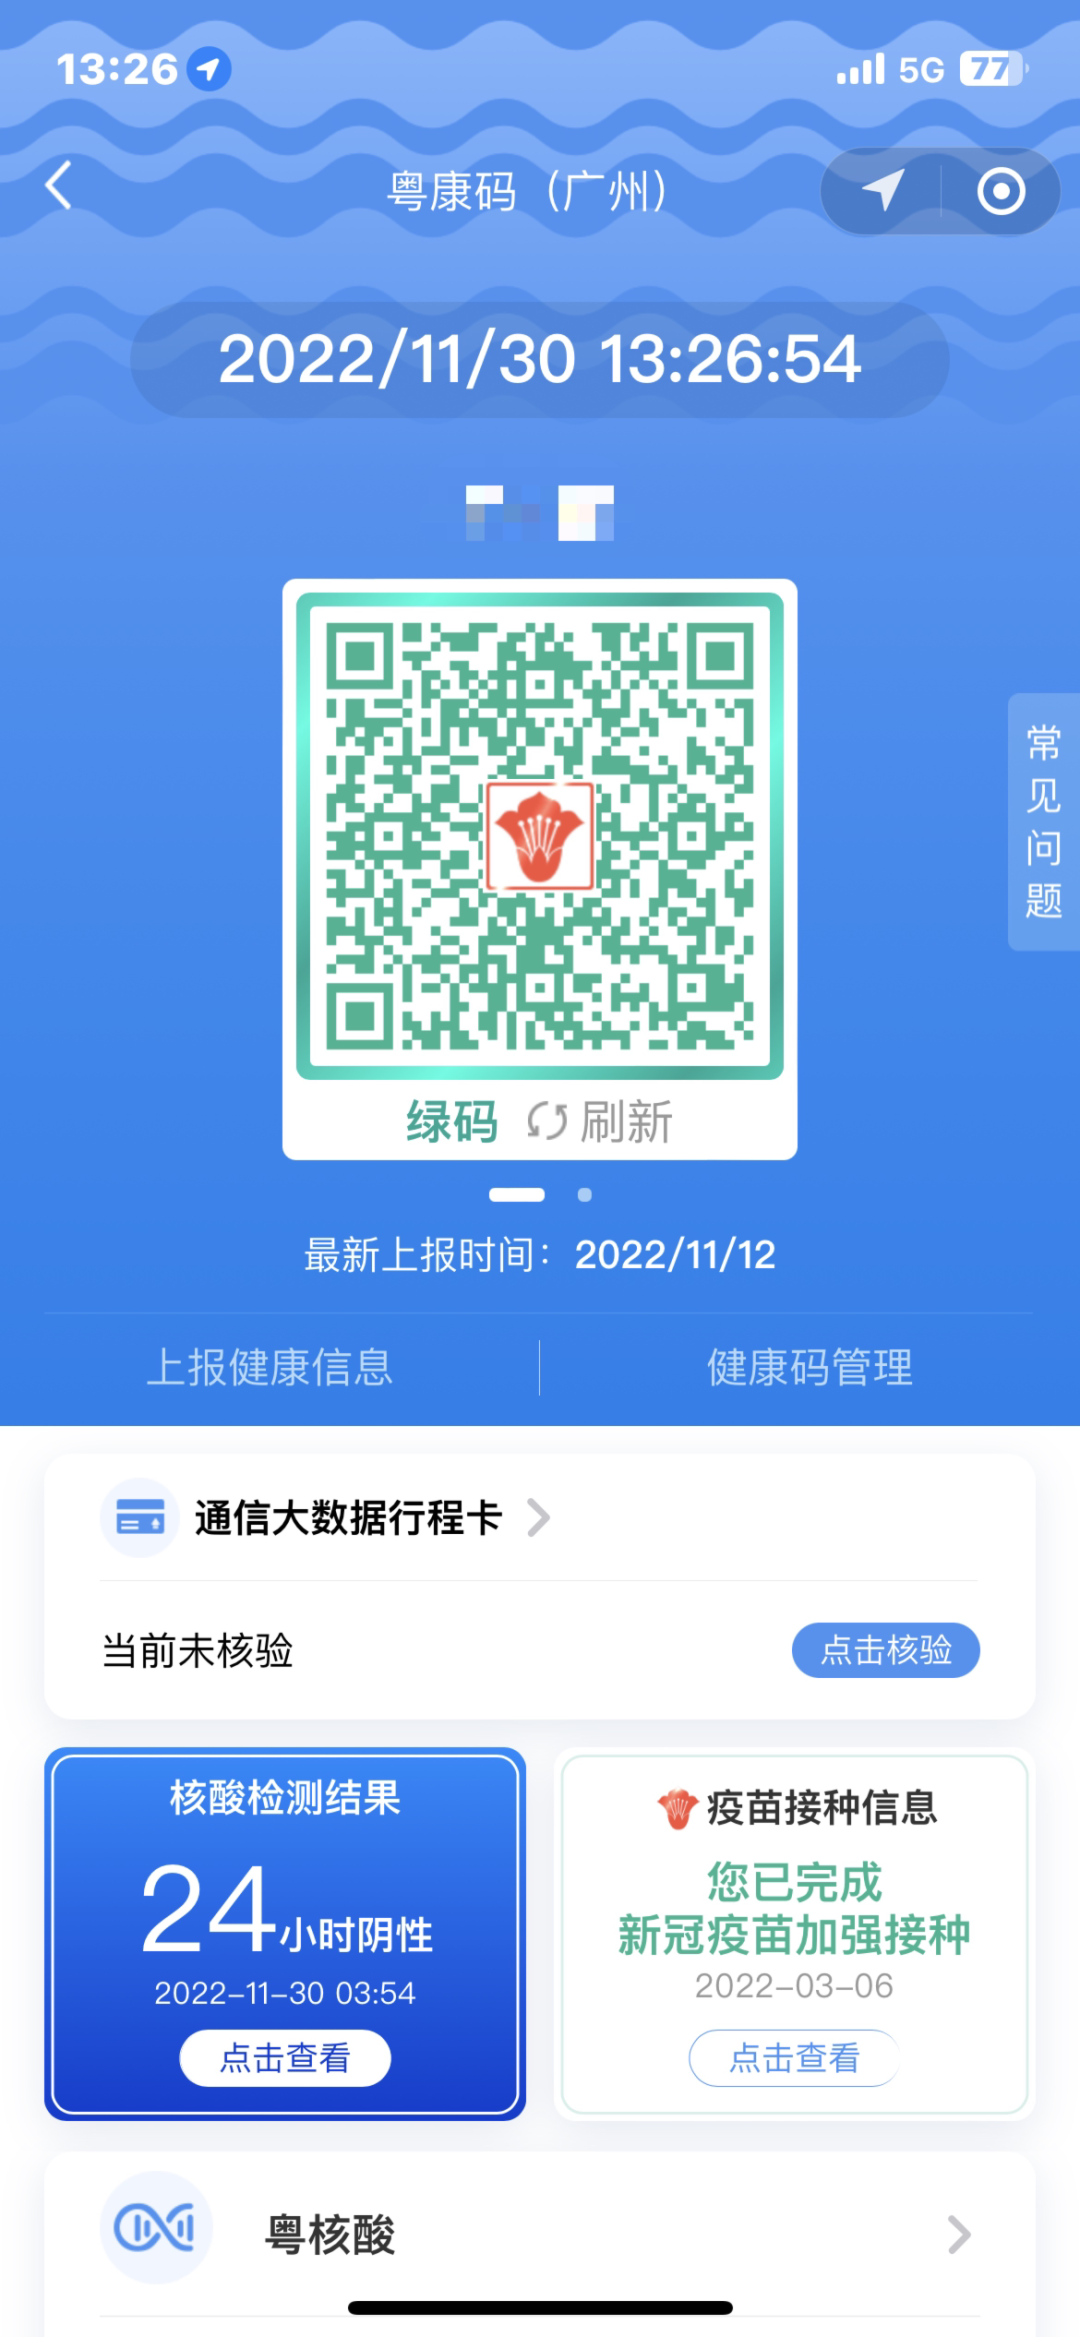 13:26
5G 77
粤康码（广州）
2022/11/30 13:26:54
常见问题
绿码 刷新
最新上报时间：2022/11/12
上报健康信息
健康码管理
通信大数据行程卡
当前未核验
点击核验
核酸检测结果
24小时阴性
2022-11-30 03:54
点击查看
疫苗接种信息
您已完成
新冠疫苗加强接种
2022-03-06
点击查看
粤核酸